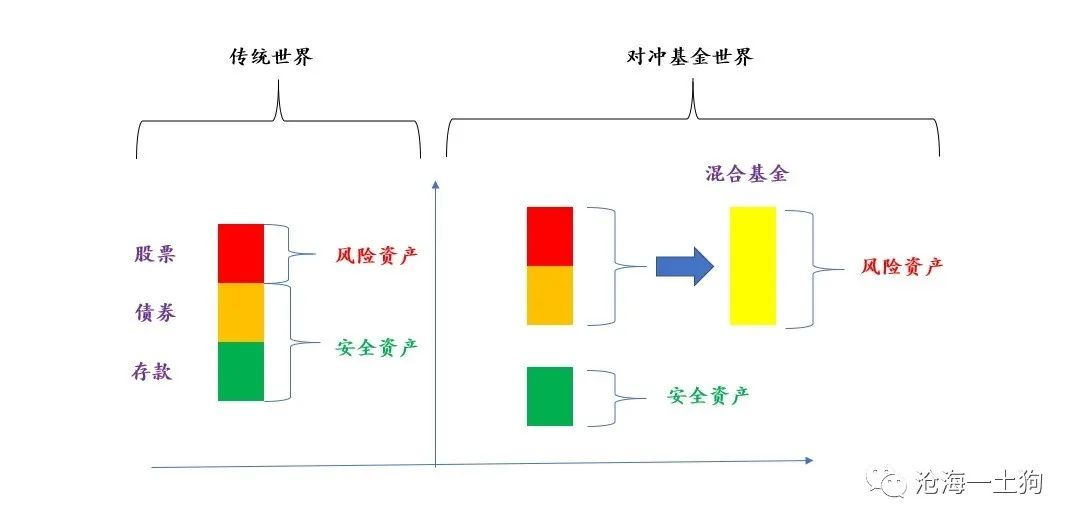 传统世界
对冲基金世界
混合基金
股票
风险资产
风险资产
债券
安全资产
存款
安全资产
沧海一土狗